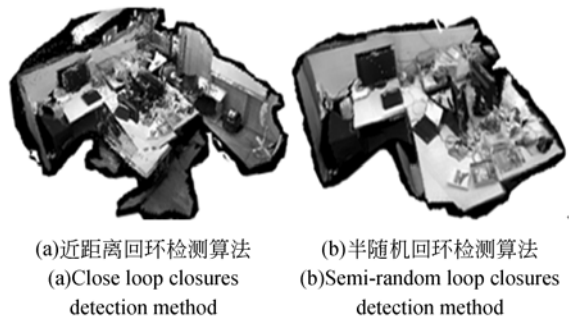 (a)近距离回环检测算法
(a)Close loop closures
detection method
(b)半随机回环检测算法
(b)Semi-random loop closures
detection method